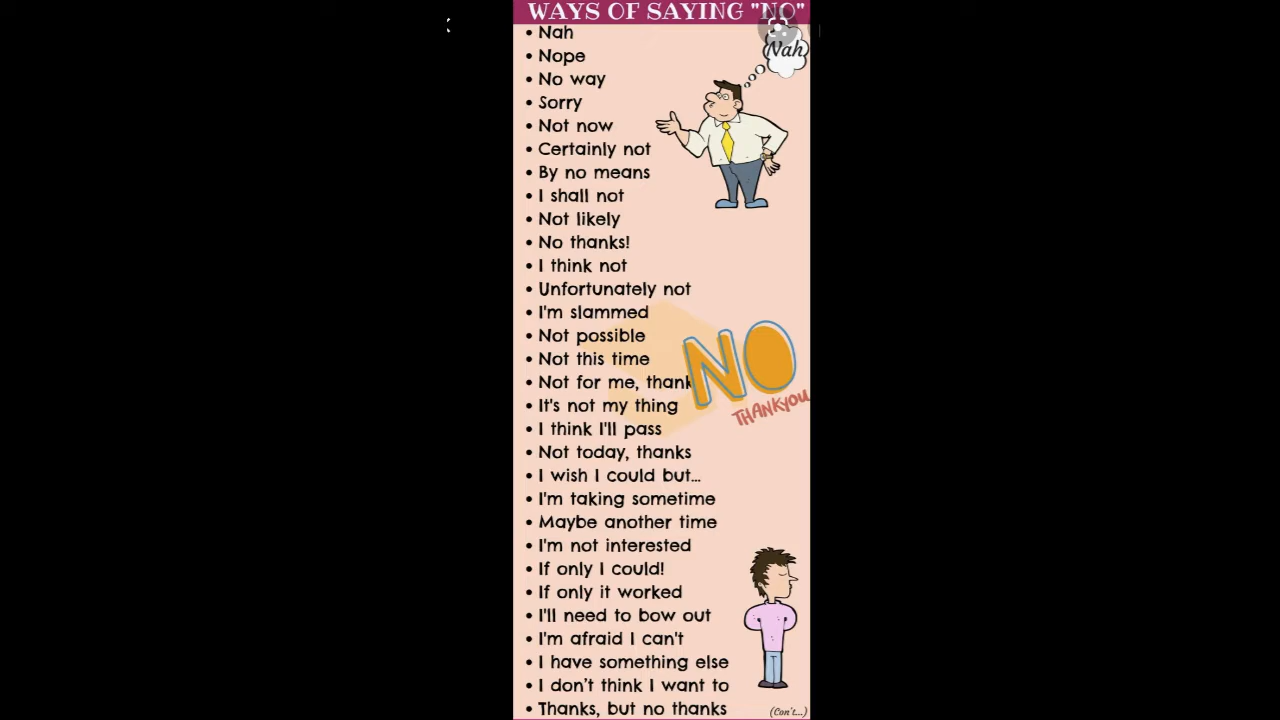 WAYS OF SAYING "NO"
Nah
• Nah
• Nope
• No way
• Sorry
• Not now
• Certainly not
• By no means
• I shall not
• Not likely
• No thanks!
• I think not
• Unfortunately not
• I'm slammed
• Not possible
• Not this time
• Not for me, thank
• It's not my thing
• I think I'll pass
• Not today, thanks
• I wish I could but...
• I'm taking sometime
• Maybe another time
• I'm not interested
• If only I could!
• If only it worked
• I'll need to bow out
• I'm afraid I can't
• I have something else
• I don't think I want to
• Thanks, but no thanks
NO
THANKYOU
(Con't...)